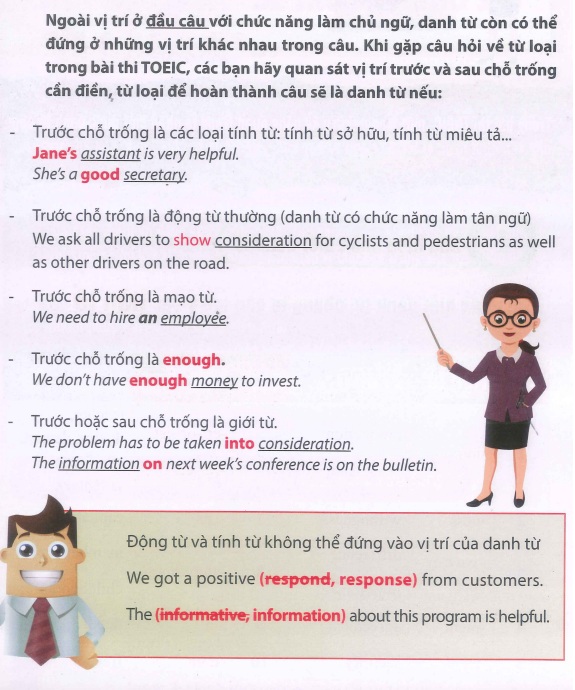 Ngoài vị trí ở đầu câu với chức năng làm chủ ngữ, danh từ còn có thể
đứng ở những vị trí khác nhau trong câu. Khi gặp câu hỏi về từ loại
trong bài thi TOEIC, các bạn hãy quan sát vị trí trước và sau chỗ trống
cần điền, từ loại để hoàn thành câu sẽ là danh từ nếu:
- Trước chỗ trống là các loại tính từ: tính từ sở hữu, tính từ miêu tả...
Jane's assistant is very helpful.
She's a good secretary.
- Trước chỗ trống là động từ thường (danh từ có chức năng làm tân ngữ)
We ask all drivers to show consideration for cyclists and pedestrians as well
as other drivers on the road.
- Trước chỗ trống là mạo từ.
We need to hire an employee.
- Trước chỗ trống là enough.
We don't have enough money to invest.
- Trước hoặc sau chỗ trống là giới từ.
The problem has to be taken into consideration.
The information on next week's conference is on the bulletin.
Động từ và tính từ không thể đứng vào vị trí của danh từ
We got a positive (respond, response) from customers.
The (informative, information) about this program is helpful.